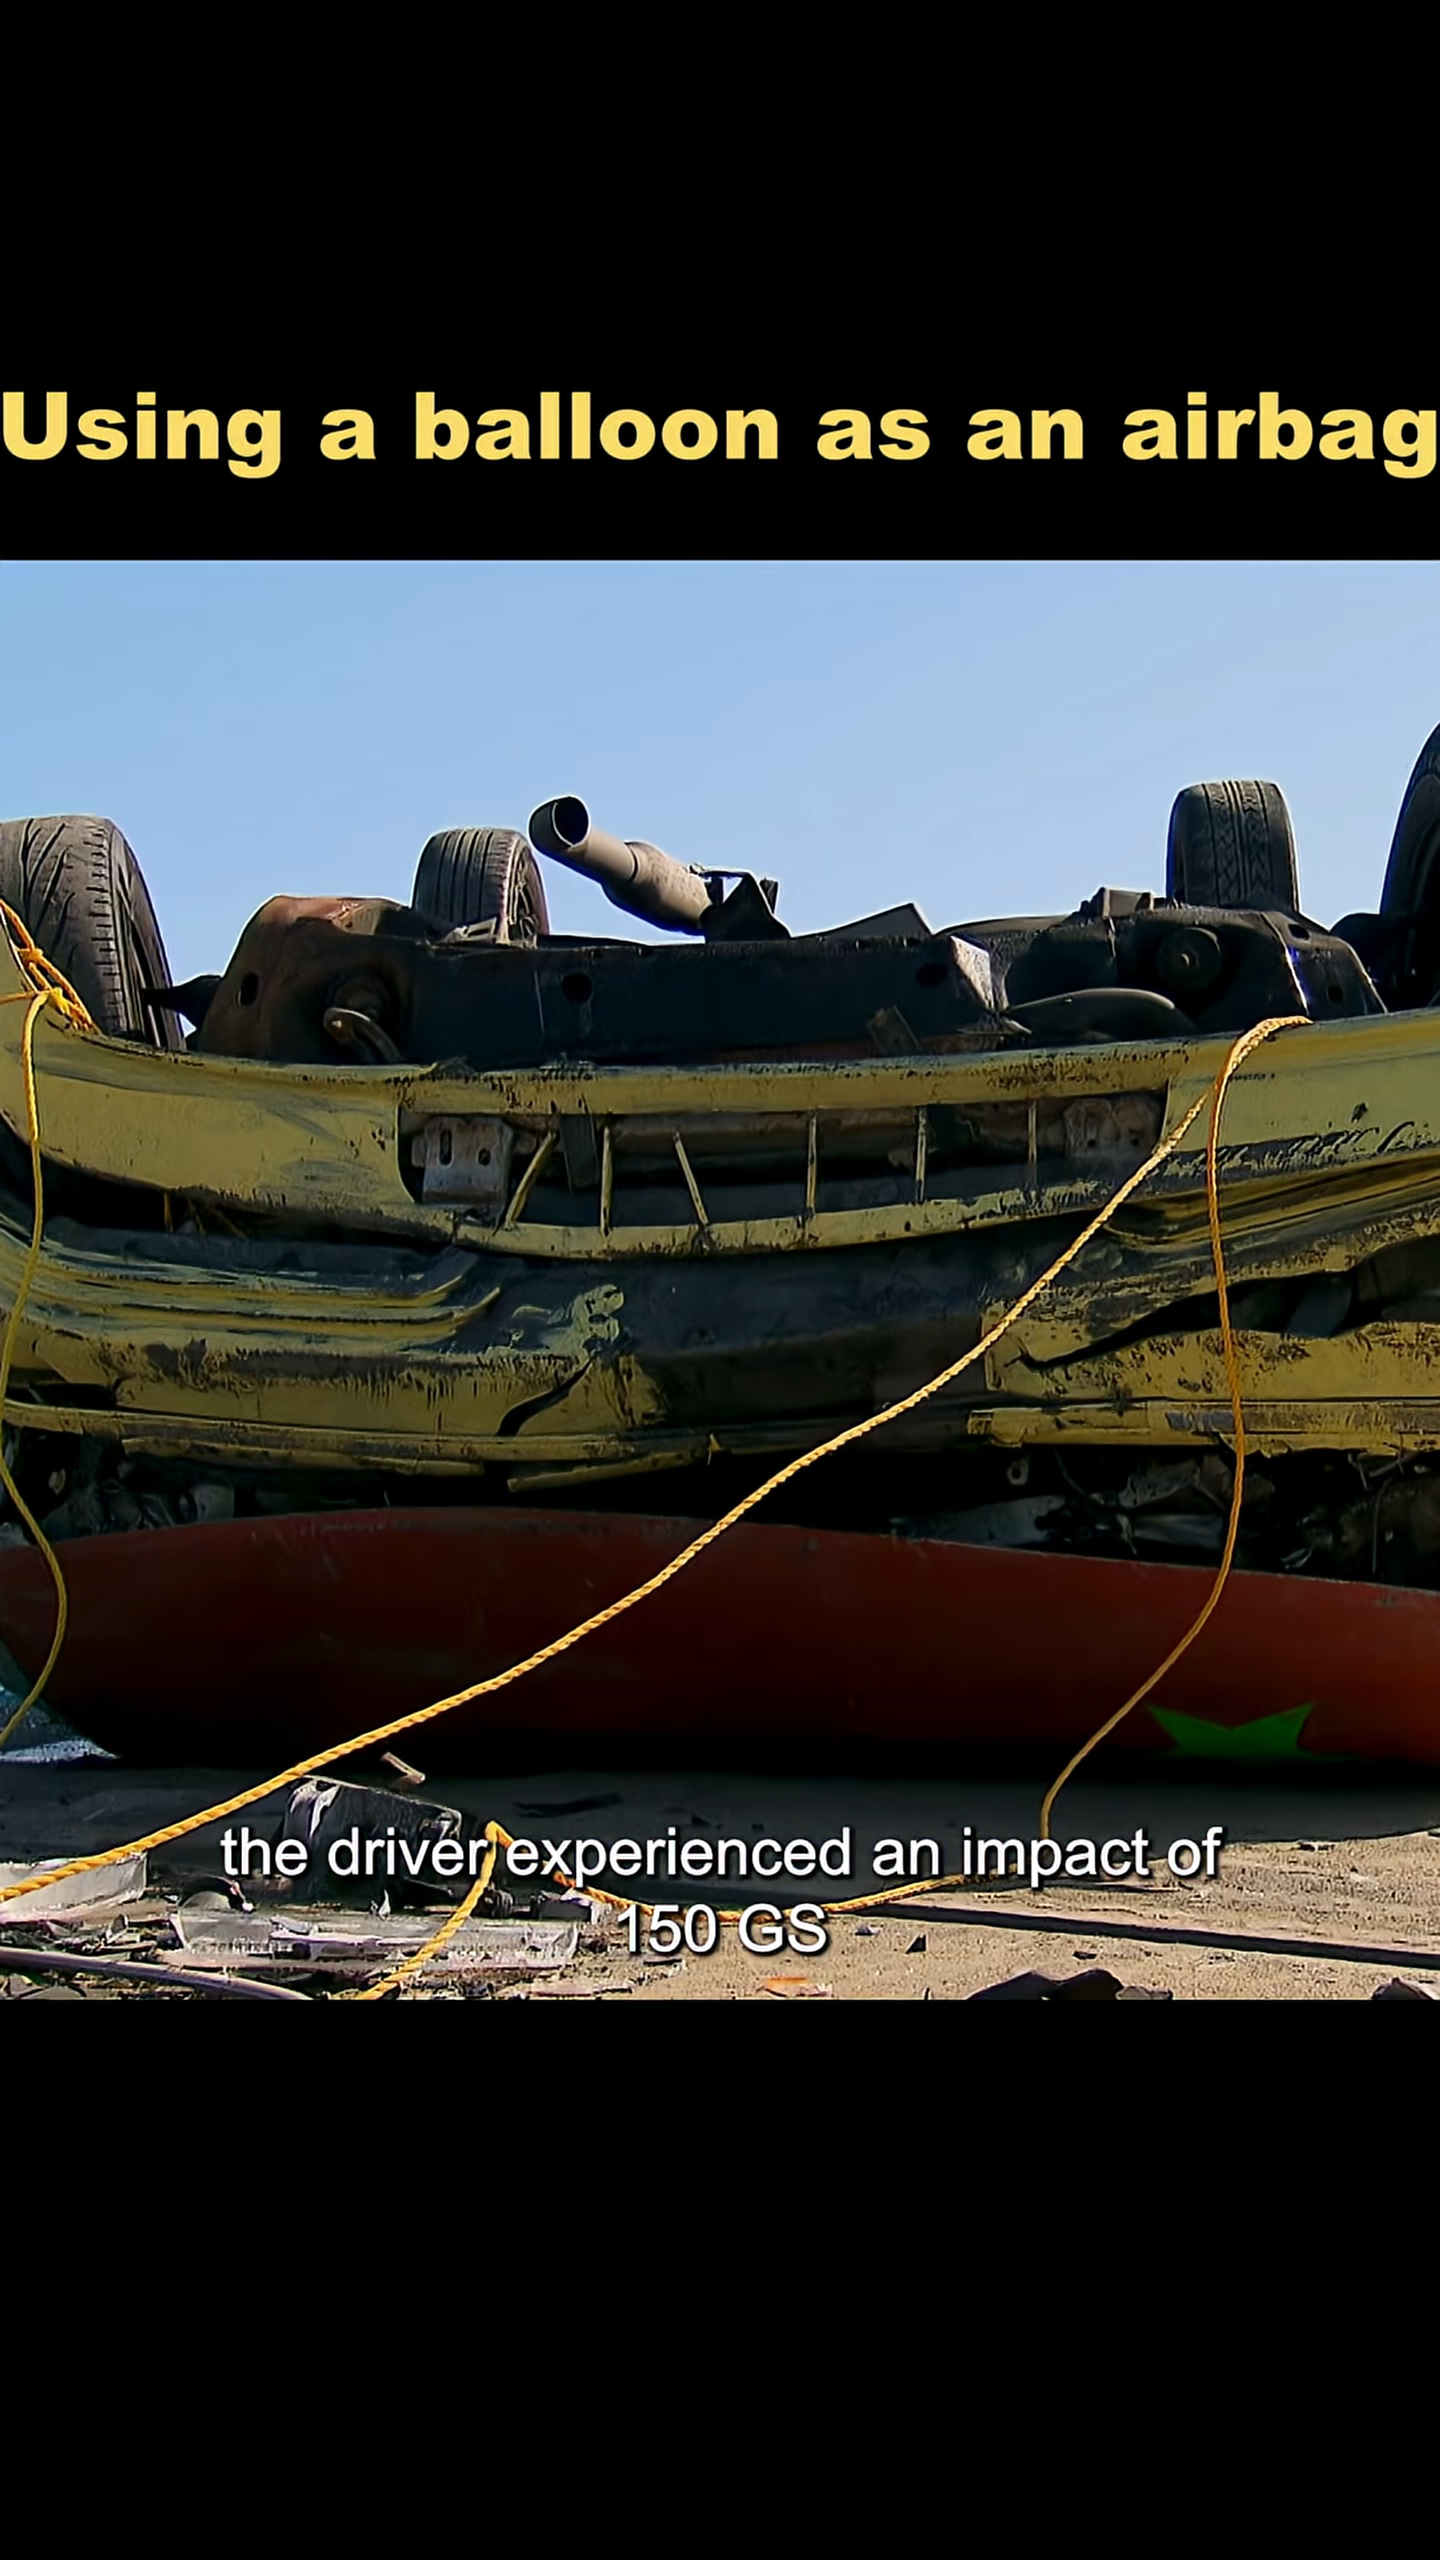 Using a balloon as an airbag
the driver experienced an impact of
150 GS